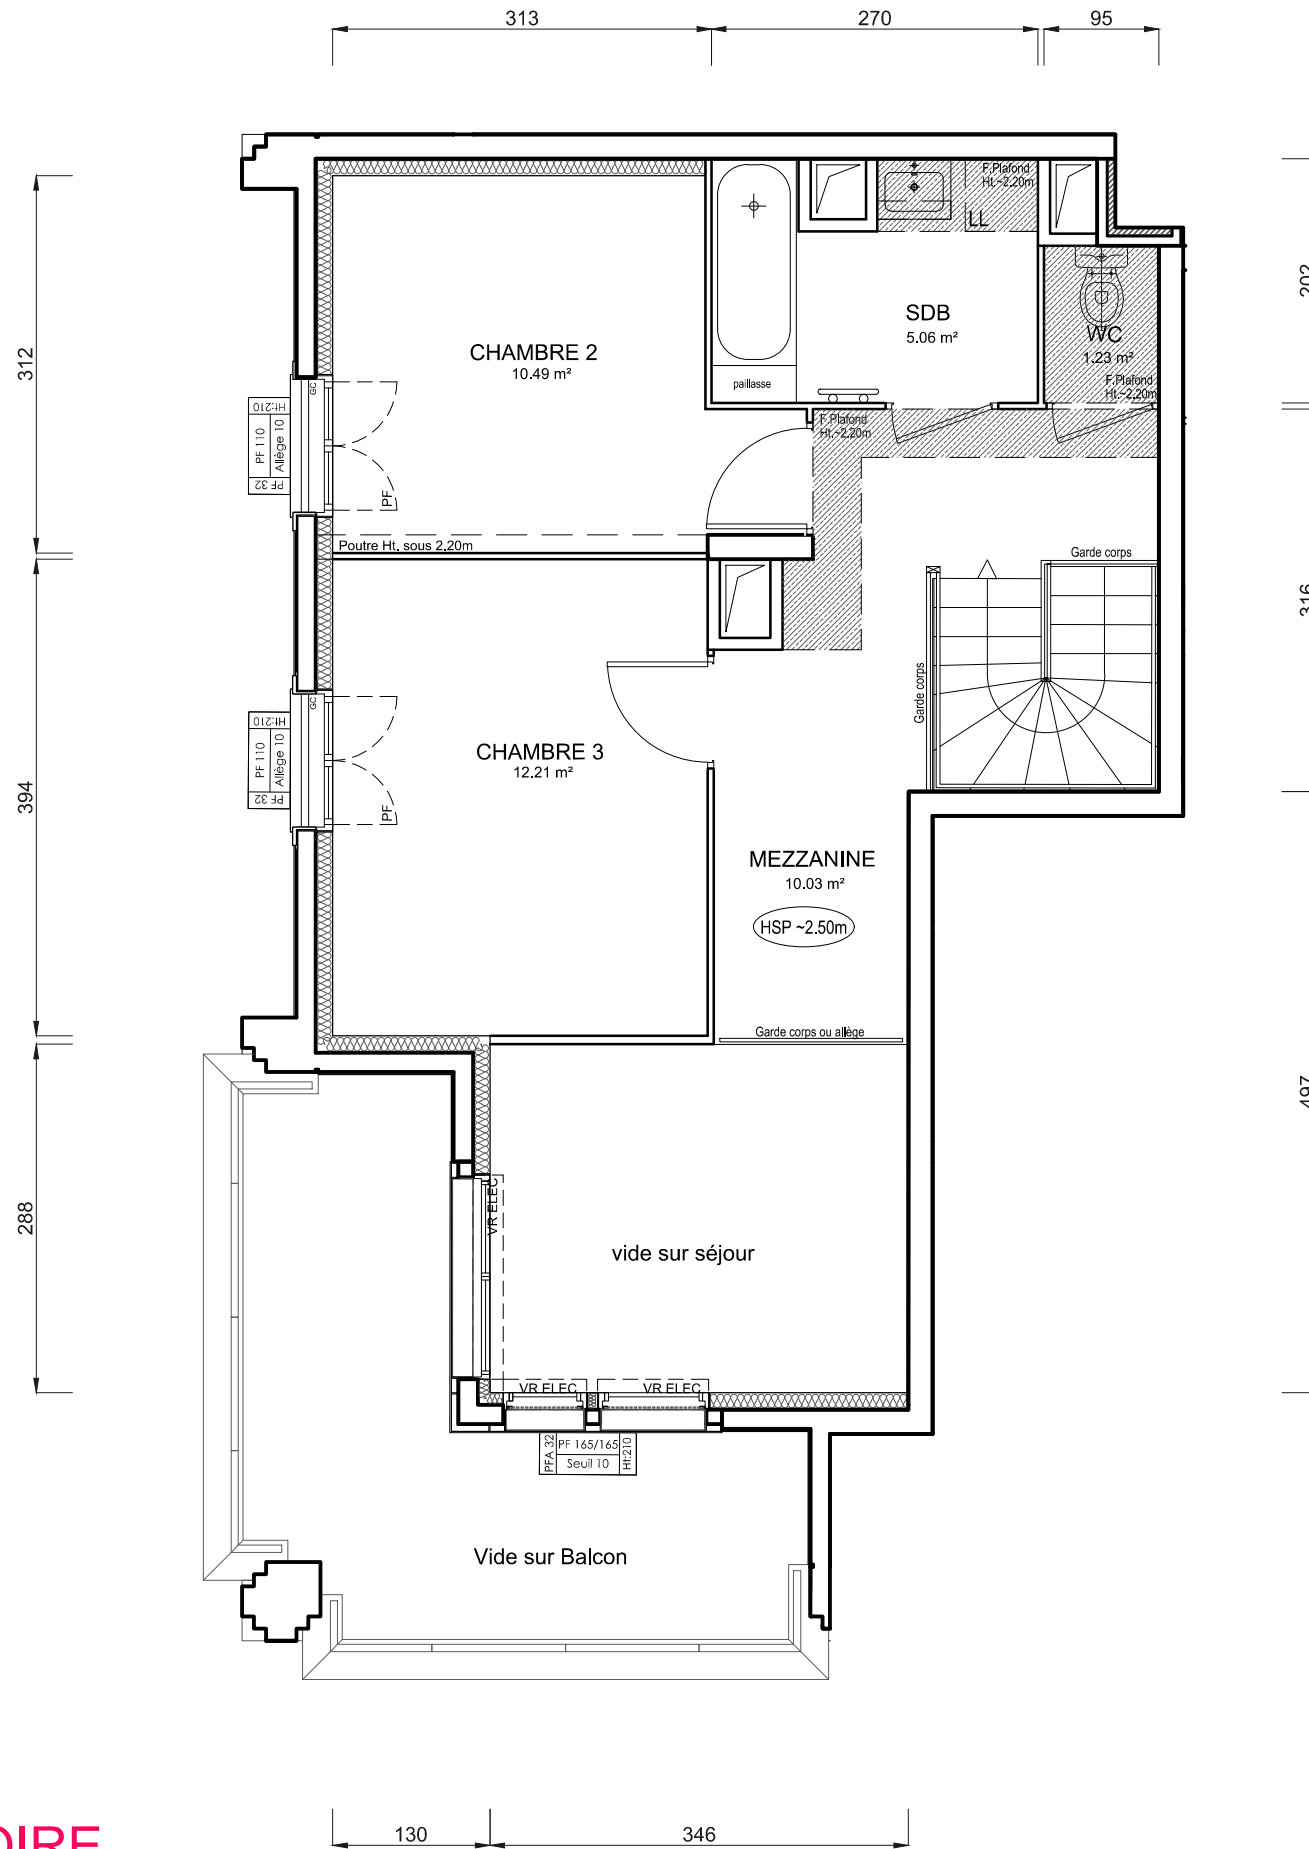 313
270
95
F.Plafond
Ht.~2.20m
LL
202
SDB
5.06 m²
WC
1.23 m²
F.Plafond
Ht.~2.20m
CHAMBRE 2
10.49 m²
312
paillasse
GC
Ht:210
PF 110
Allège 10
PF 32
PF
F.Plafond
Ht.~2.20m
Poutre Ht. sous 2.20m
Garde corps
316
Garde corps
GC
Ht:210
PF 110
Allège 10
PF 32
PF
CHAMBRE 3
12.21 m²
394
MEZZANINE
10.03 m²
HSP ~2.50m
Garde corps ou allège
497
288
VR ELEC
vide sur séjour
VR ELEC
VR ELEC
PFA 32
PF 165/165
Seuil 10
Ht:210
Vide sur Balcon
130
346
OIRE